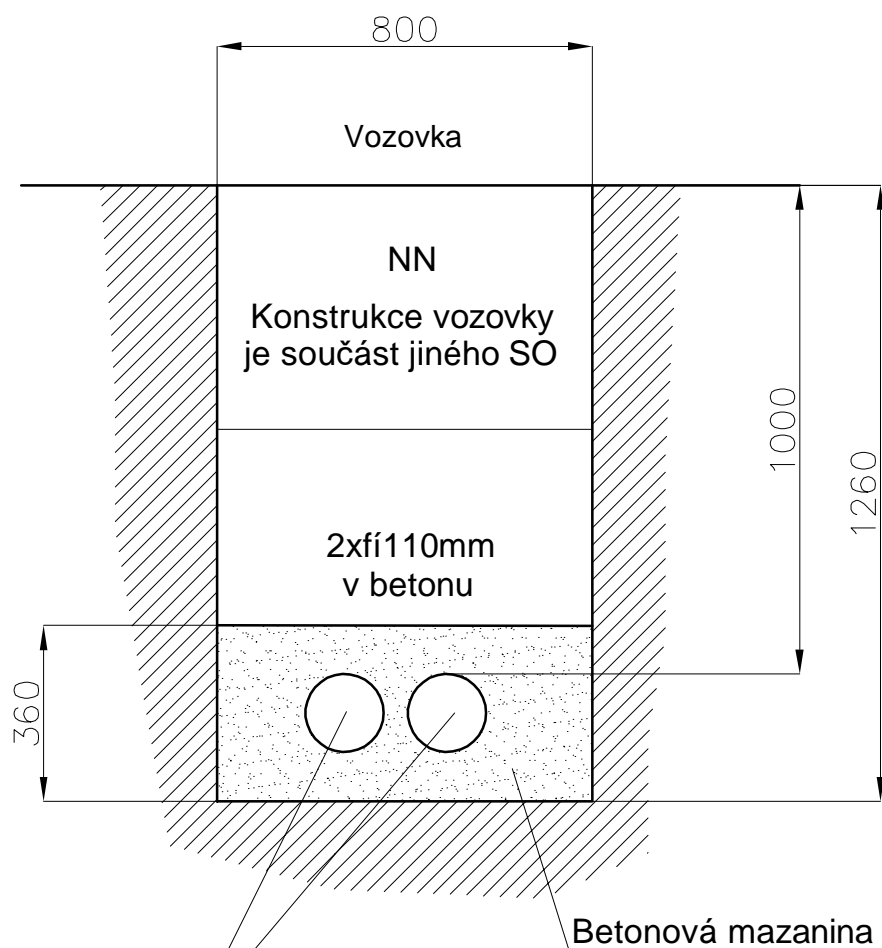 800
Vozovka
NN
Konstrukce vozovky
je součást jiného SO
1000
1260
2xfí110mm
v betonu
360
Betonová mazanina